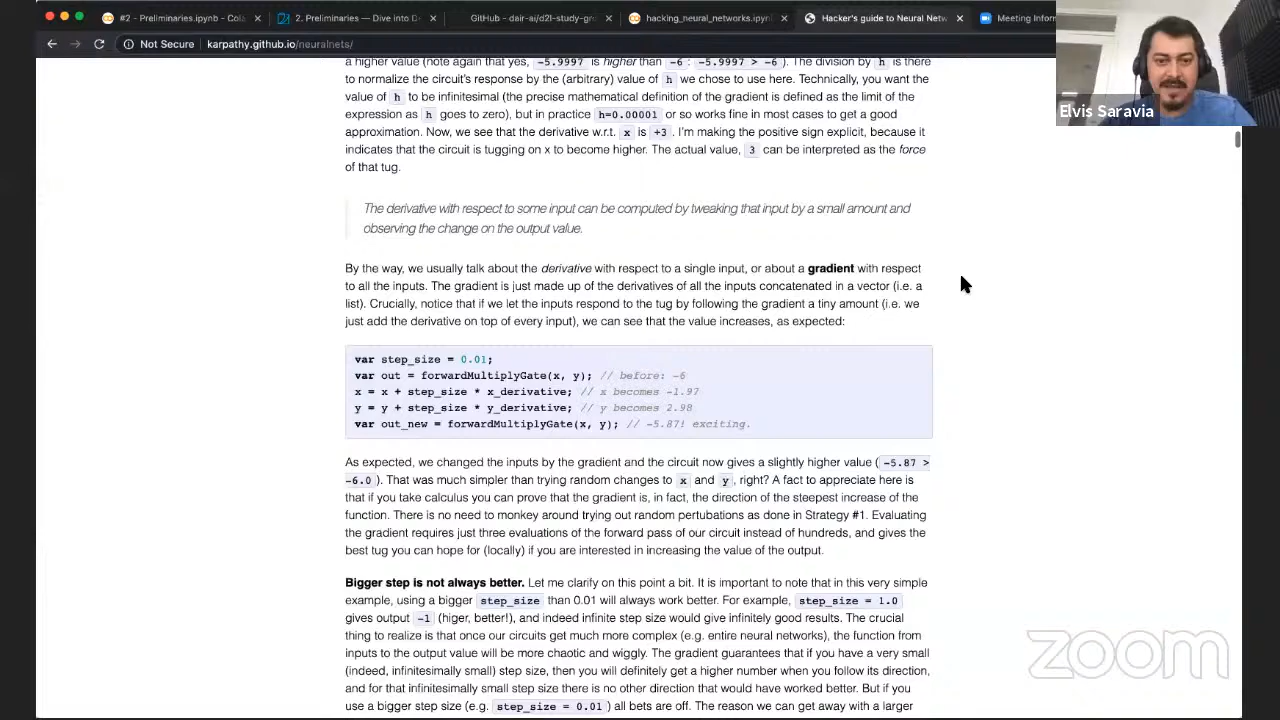 #2 - Preliminaries.ipynb - Cola
2. Preliminaries — Dive into D
GitHub - dair-ai/d2l-study-gro
hacking_neural_networks.ipynb
Hacker's guide to Neural Netw
Meeting Inform
Not Secure | karpathy.github.io/neuralnets/
Elvis Saravia
a higher value (note again that yes, -5.9997 is higher than -6 : -5.9997 > -6 ). The division by h is there
to normalize the circuit's response by the (arbitrary) value of h we chose to use here. Technically, you want the
value of h to be infinitesimal (the precise mathematical definition of the gradient is defined as the limit of the
expression as h goes to zero), but in practice h=0.00001 or so works fine in most cases to get a good
approximation. Now, we see that the derivative w.r.t. x is +3 . I'm making the positive sign explicit, because it
indicates that the circuit is tugging on x to become higher. The actual value, 3 can be interpreted as the force
of that tug.
The derivative with respect to some input can be computed by tweaking that input by a small amount and
observing the change on the output value.
By the way, we usually talk about the derivative with respect to a single input, or about a gradient with respect
to all the inputs. The gradient is just made up of the derivatives of all the inputs concatenated in a vector (i.e. a
list). Crucially, notice that if we let the inputs respond to the tug by following the gradient a tiny amount (i.e. we
just add the derivative on top of every input), we can see that the value increases, as expected:
var step_size = 0.01;
var out = forwardMultiplyGate(x, y); // before: -6
x = x + step_size * x_derivative; // x becomes -1.97
y = y + step_size * y_derivative; // y becomes 2.98
var out_new = forwardMultiplyGate(x, y); // -5.87! exciting.
As expected, we changed the inputs by the gradient and the circuit now gives a slightly higher value ( -5.87 >
-6.0 ). That was much simpler than trying random changes to x and y , right? A fact to appreciate here is
that if you take calculus you can prove that the gradient is, in fact, the direction of the steepest increase of the
function. There is no need to monkey around trying out random pertubations as done in Strategy #1. Evaluating
the gradient requires just three evaluations of the forward pass of our circuit instead of hundreds, and gives the
best tug you can hope for (locally) if you are interested in increasing the value of the output.
Bigger step is not always better. Let me clarify on this point a bit. It is important to note that in this very simple
example, using a bigger step_size than 0.01 will always work better. For example, step_size = 1.0
gives output -1 (higer, better!), and indeed infinite step size would give infinitely good results. The crucial
thing to realize is that once our circuits get much more complex (e.g. entire neural networks), the function from
inputs to the output value will be more chaotic and wiggly. The gradient guarantees that if you have a very small
(indeed, infinitesimally small) step size, then you will definitely get a higher number when you follow its direction,
and for that infinitesimally small step size there is no other direction that would have worked better. But if you
use a bigger step size (e.g. step_size = 0.01 ) all bets are off. The reason we can get away with a larger
zoom